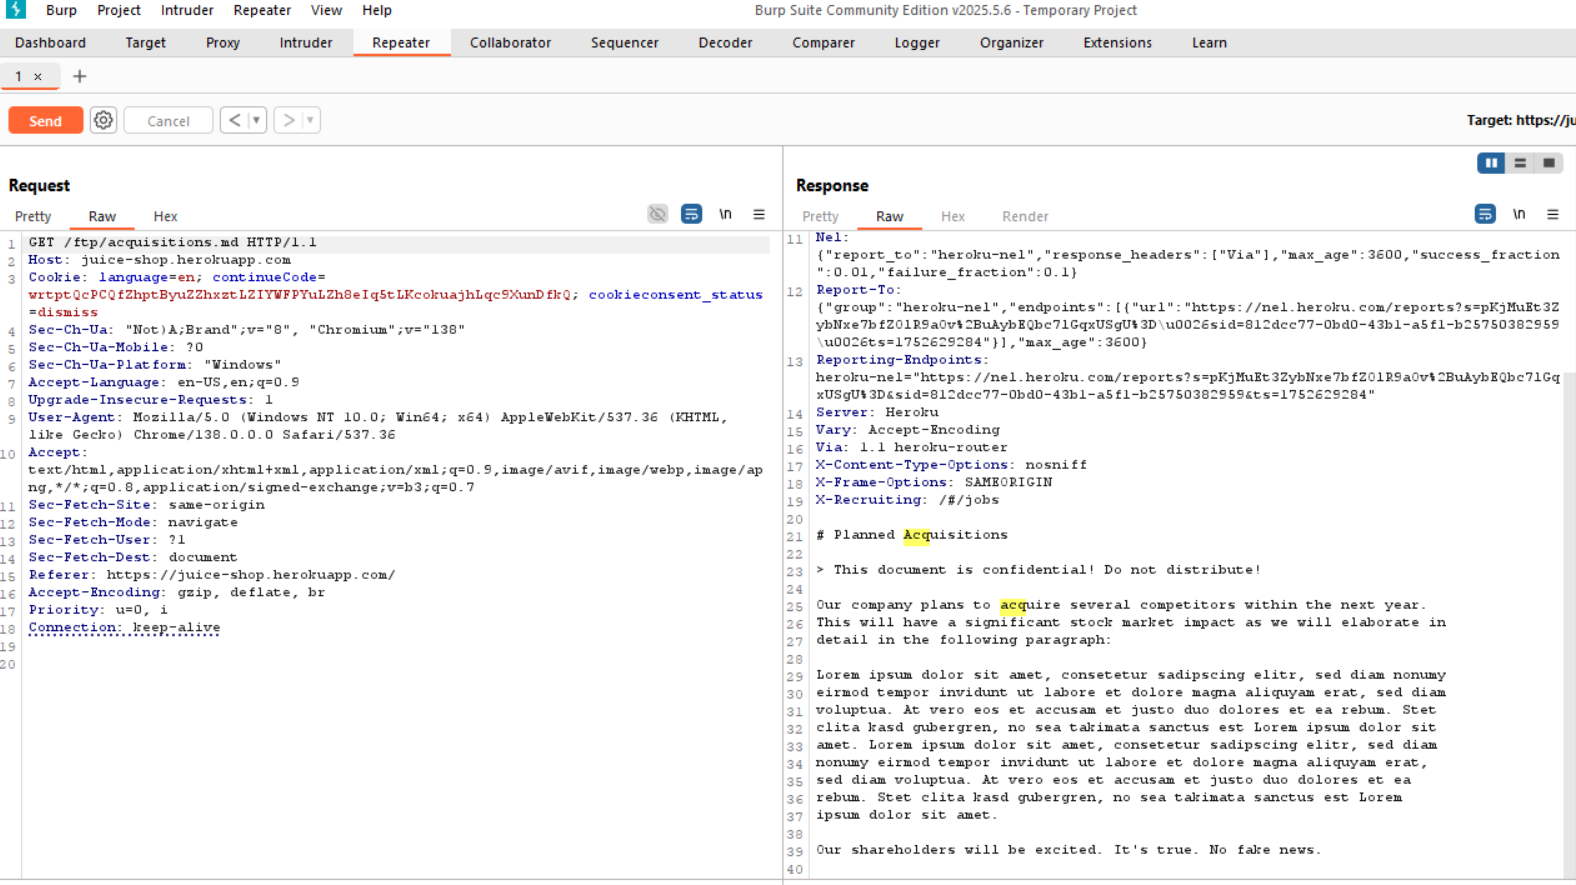 Burp Project Intruder Repeater View Help
Burp Suite Community Edition v2025.5.6 - Temporary Project
Dashboard Target Proxy Intruder Repeater Collaborator Sequencer Decoder Comparer Logger Organizer Extensions Learn
1 × +
Send Cancel < >
Target: https://ju
Request
Pretty Raw Hex \n
1 GET /ftp/acquisitions.md HTTP/1.1
2 Host: juice-shop.herokuapp.com
3 Cookie: language=en; continueCode=
wrtptQcPCQfZhptByuZZhxztLZIYWFPYuLZh8eIq5tLKcokuajhLqc9XunDfkQ; cookieconsent_status
=dismiss
4 Sec-Ch-Ua: "Not)A;Brand";v="8", "Chromium";v="138"
5 Sec-Ch-Ua-Mobile: ?0
6 Sec-Ch-Ua-Platform: "Windows"
7 Accept-Language: en-US,en;q=0.9
8 Upgrade-Insecure-Requests: 1
9 User-Agent: Mozilla/5.0 (Windows NT 10.0; Win64; x64) AppleWebKit/537.36 (KHTML,
like Gecko) Chrome/138.0.0.0 Safari/537.36
10 Accept:
text/html,application/xhtml+xml,application/xml;q=0.9,image/avif,image/webp,image/ap
ng,*/*;q=0.8,application/signed-exchange;v=b3;q=0.7
11 Sec-Fetch-Site: same-origin
12 Sec-Fetch-Mode: navigate
13 Sec-Fetch-User: ?1
14 Sec-Fetch-Dest: document
15 Referer: https://juice-shop.herokuapp.com/
16 Accept-Encoding: gzip, deflate, br
17 Priority: u=0, i
18 Connection: keep-alive
19
20
Response
Pretty Raw Hex Render \n
11 Nel:
{"report_to":"heroku-nel","response_headers":["Via"],"max_age":3600,"success_fraction
":0.01,"failure_fraction":0.1}
12 Report-To:
{"group":"heroku-nel","endpoints":[{"url":"https://nel.heroku.com/reports?s=pKjMuEt3Z
ybNxe7bfZ01R9a0v%2BuAybEQbc71GqxUSgU%3D\u0026sid=812dcc77-0bd0-43b1-a5f1-b25750382959
\u0026ts=1752629284"}],"max_age":3600}
13 Reporting-Endpoints:
heroku-nel="https://nel.heroku.com/reports?s=pKjMuEt3ZybNxe7bfZ01R9a0v%2BuAybEQbc71Gq
xUSgU%3D&sid=812dcc77-0bd0-43b1-a5f1-b25750382959&ts=1752629284"
14 Server: Heroku
15 Vary: Accept-Encoding
16 Via: 1.1 heroku-router
17 X-Content-Type-Options: nosniff
18 X-Frame-Options: SAMEORIGIN
19 X-Recruiting: /#/jobs
20
21 # Planned Acquisitions
22
23 > This document is confidential! Do not distribute!
24
25 Our company plans to acquire several competitors within the next year.
26 This will have a significant stock market impact as we will elaborate in
27 detail in the following paragraph:
28
29 Lorem ipsum dolor sit amet, consetetur sadipscing elitr, sed diam nonumy
30 eirmod tempor invidunt ut labore et dolore magna aliquyam erat, sed diam
31 voluptua. At vero eos et accusam et justo duo dolores et ea rebum. Stet
32 clita kasd gubergren, no sea takimata sanctus est Lorem ipsum dolor sit
33 amet. Lorem ipsum dolor sit amet, consetetur sadipscing elitr, sed diam
34 nonumy eirmod tempor invidunt ut labore et dolore magna aliquyam erat,
35 sed diam voluptua. At vero eos et accusam et justo duo dolores et ea
36 rebum. Stet clita kasd gubergren, no sea takimata sanctus est Lorem
37 ipsum dolor sit amet.
38
39 Our shareholders will be excited. It's true. No fake news.
40